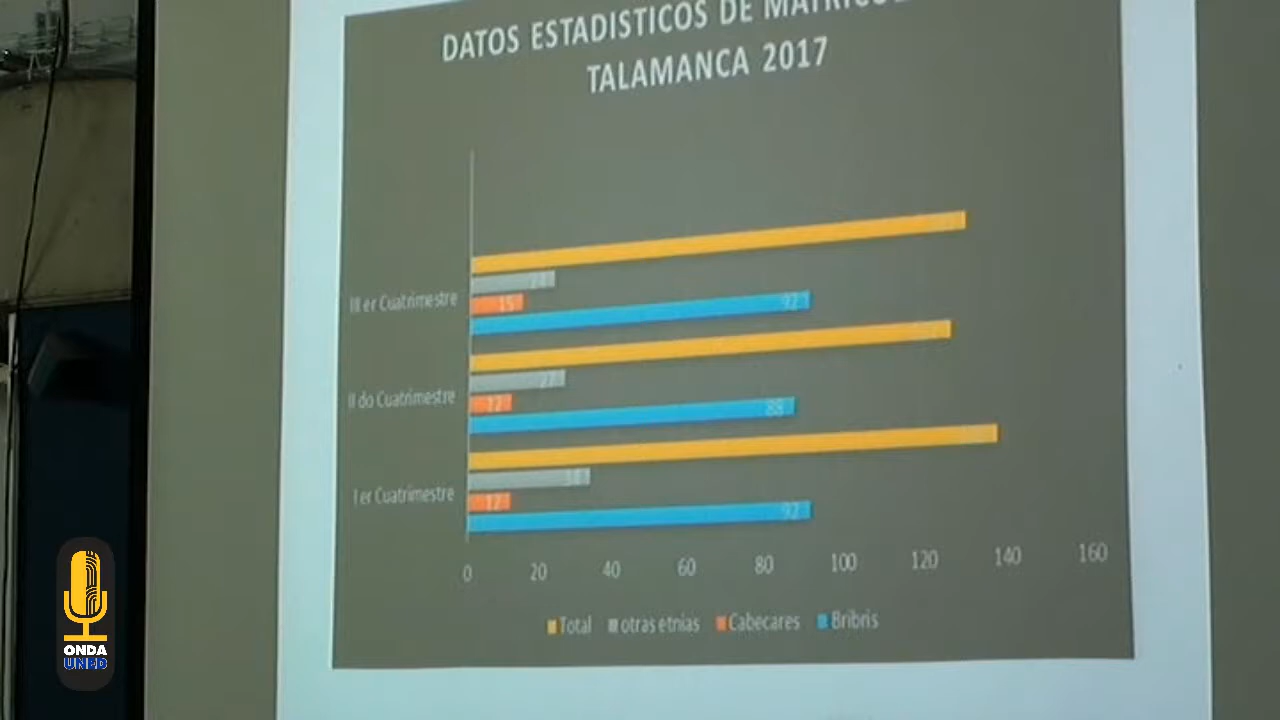 DATOS ESTADISTICOS DE
TALAMANCA 2017
III er Cuatrimestre
15
92
II do Cuatrimestre
27
12
88
I er Cuatrimestre
12
92
0 20 40 60 80 100 120 140 160
Total otras etnias Cabecares Bribris
ONDA
UNED